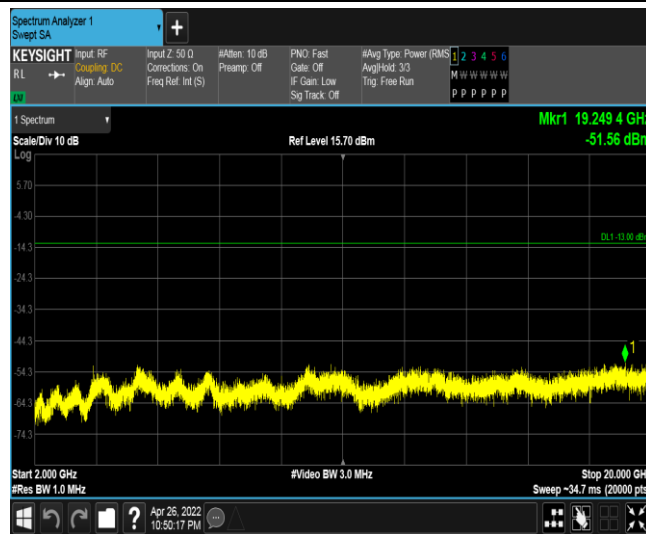 Spectrum Analyzer 1
Swept SA
+
KEYSIGHT Input: RF Input Z: 50 Ω #Atten: 10 dB PNO: Fast #Avg Type: Power (RMS 1 2 3 4 5 6
RL Coupling: DC Corrections: On Preamp: Off Gate: Off Avg|Hold: 3/3 M W W W W W
Align: Auto Freq Ref: Int (S) IF Gain: Low Trig: Free Run
Sig Track: Off P P P P P P
1 Spectrum Mkr1 19.249 4 GHz
Scale/Div 10 dB Ref Level 15.70 dBm -51.56 dBm
Log
5.70
-4.30
DL1 -13.00 dBm
-14.3
-24.3
-34.3
-44.3
1
-54.3
-64.3
-74.3
Start 2.000 GHz #Video BW 3.0 MHz Stop 20.000 GHz
#Res BW 1.0 MHz Sweep ~34.7 ms (20000 pts
? Apr 26, 2022
10:50:17 PM